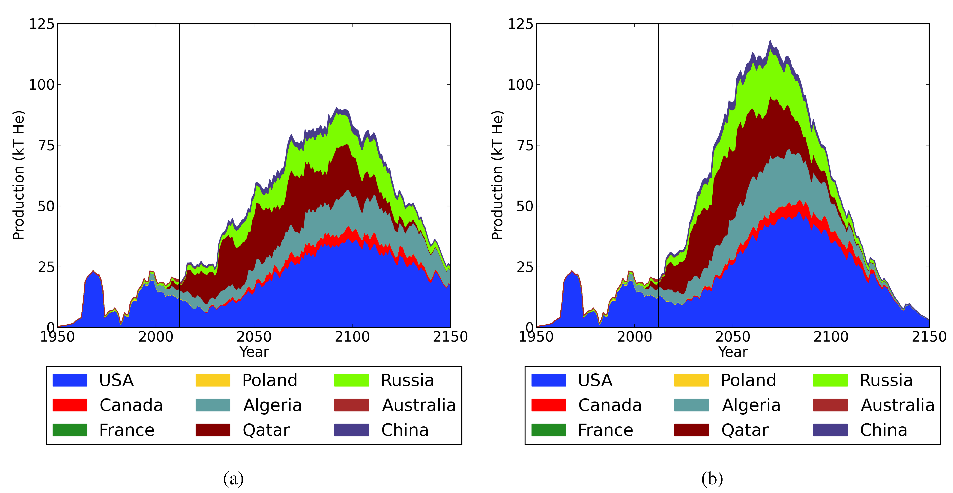 125
100
75
50
25
0
Production (kT He)
1950 2000 2050 2100 2150
Year
USA Poland Russia
Canada Algeria Australia
France Qatar China
(a)
125
100
75
50
25
0
Production (kT He)
1950 2000 2050 2100 2150
Year
USA Poland Russia
Canada Algeria Australia
France Qatar China
(b)